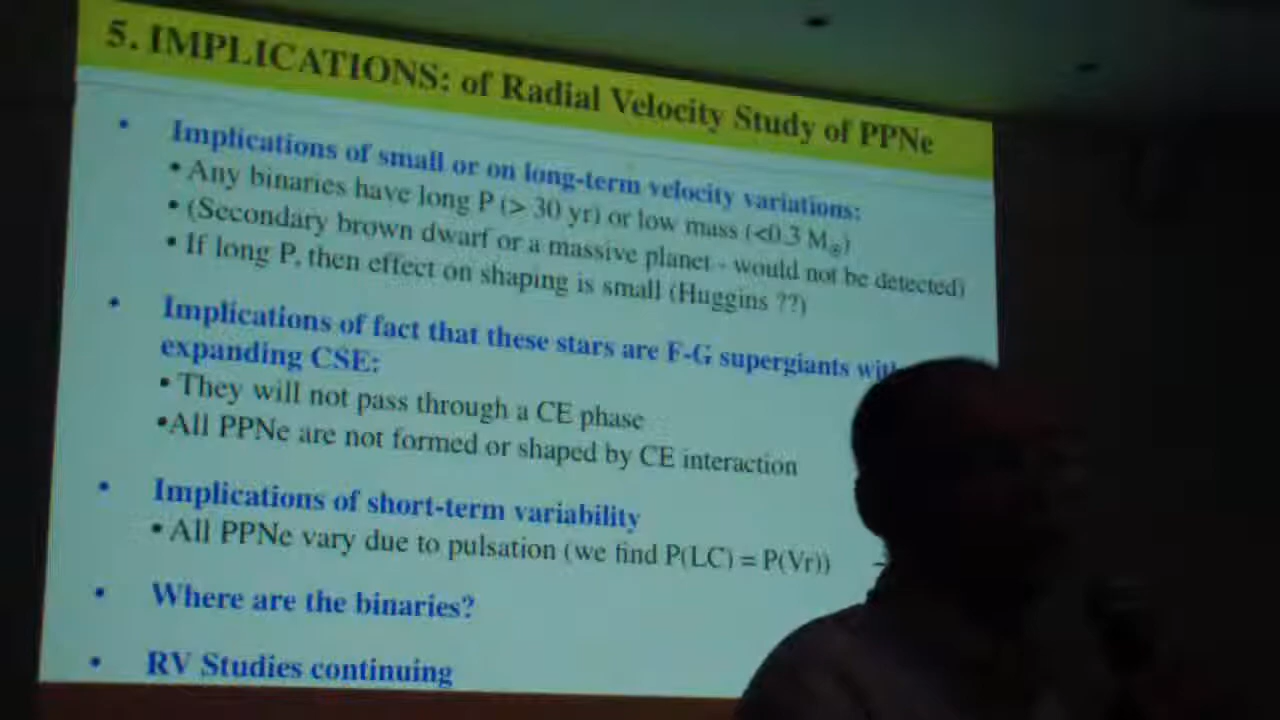 5. IMPLICATIONS: of Radial Velocity Study of PPNe
• Implications of small or on long-term velocity variations:
• Any binaries have long P (> 30 yr) or low mass (<0.3 M⊙)
• (Secondary brown dwarf or a massive planet - would not be detected)
• If long P, then effect on shaping is small (Huggins ??)
• Implications of fact that these stars are F-G supergiants with
expanding CSE:
• They will not pass through a CE phase
•All PPNe are not formed or shaped by CE interaction
• Implications of short-term variability
• All PPNe vary due to pulsation (we find P(LC) = P(Vr))
• Where are the binaries?
• RV Studies continuing